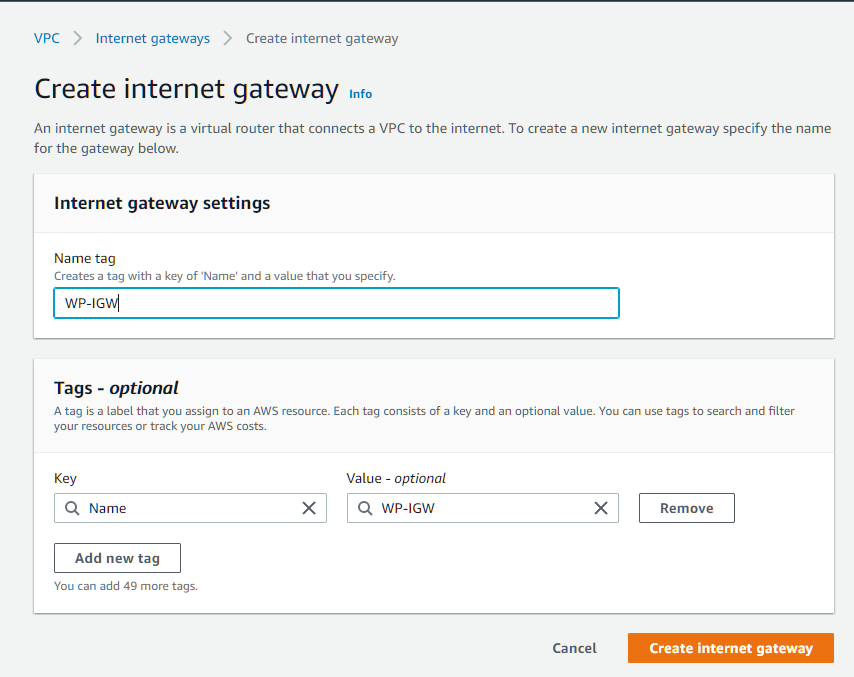 VPC > Internet gateways > Create internet gateway
Create internet gateway Info
An internet gateway is a virtual router that connects a VPC to the internet. To create a new internet gateway specify the name
for the gateway below.
Internet gateway settings
Name tag
Creates a tag with a key of 'Name' and a value that you specify.
WP-IGW
Tags - optional
A tag is a label that you assign to an AWS resource. Each tag consists of a key and an optional value. You can use tags to search and filter
your resources or track your AWS costs.
Key Value - optional
Name WP-IGW Remove
Add new tag
You can add 49 more tags.
Cancel Create internet gateway